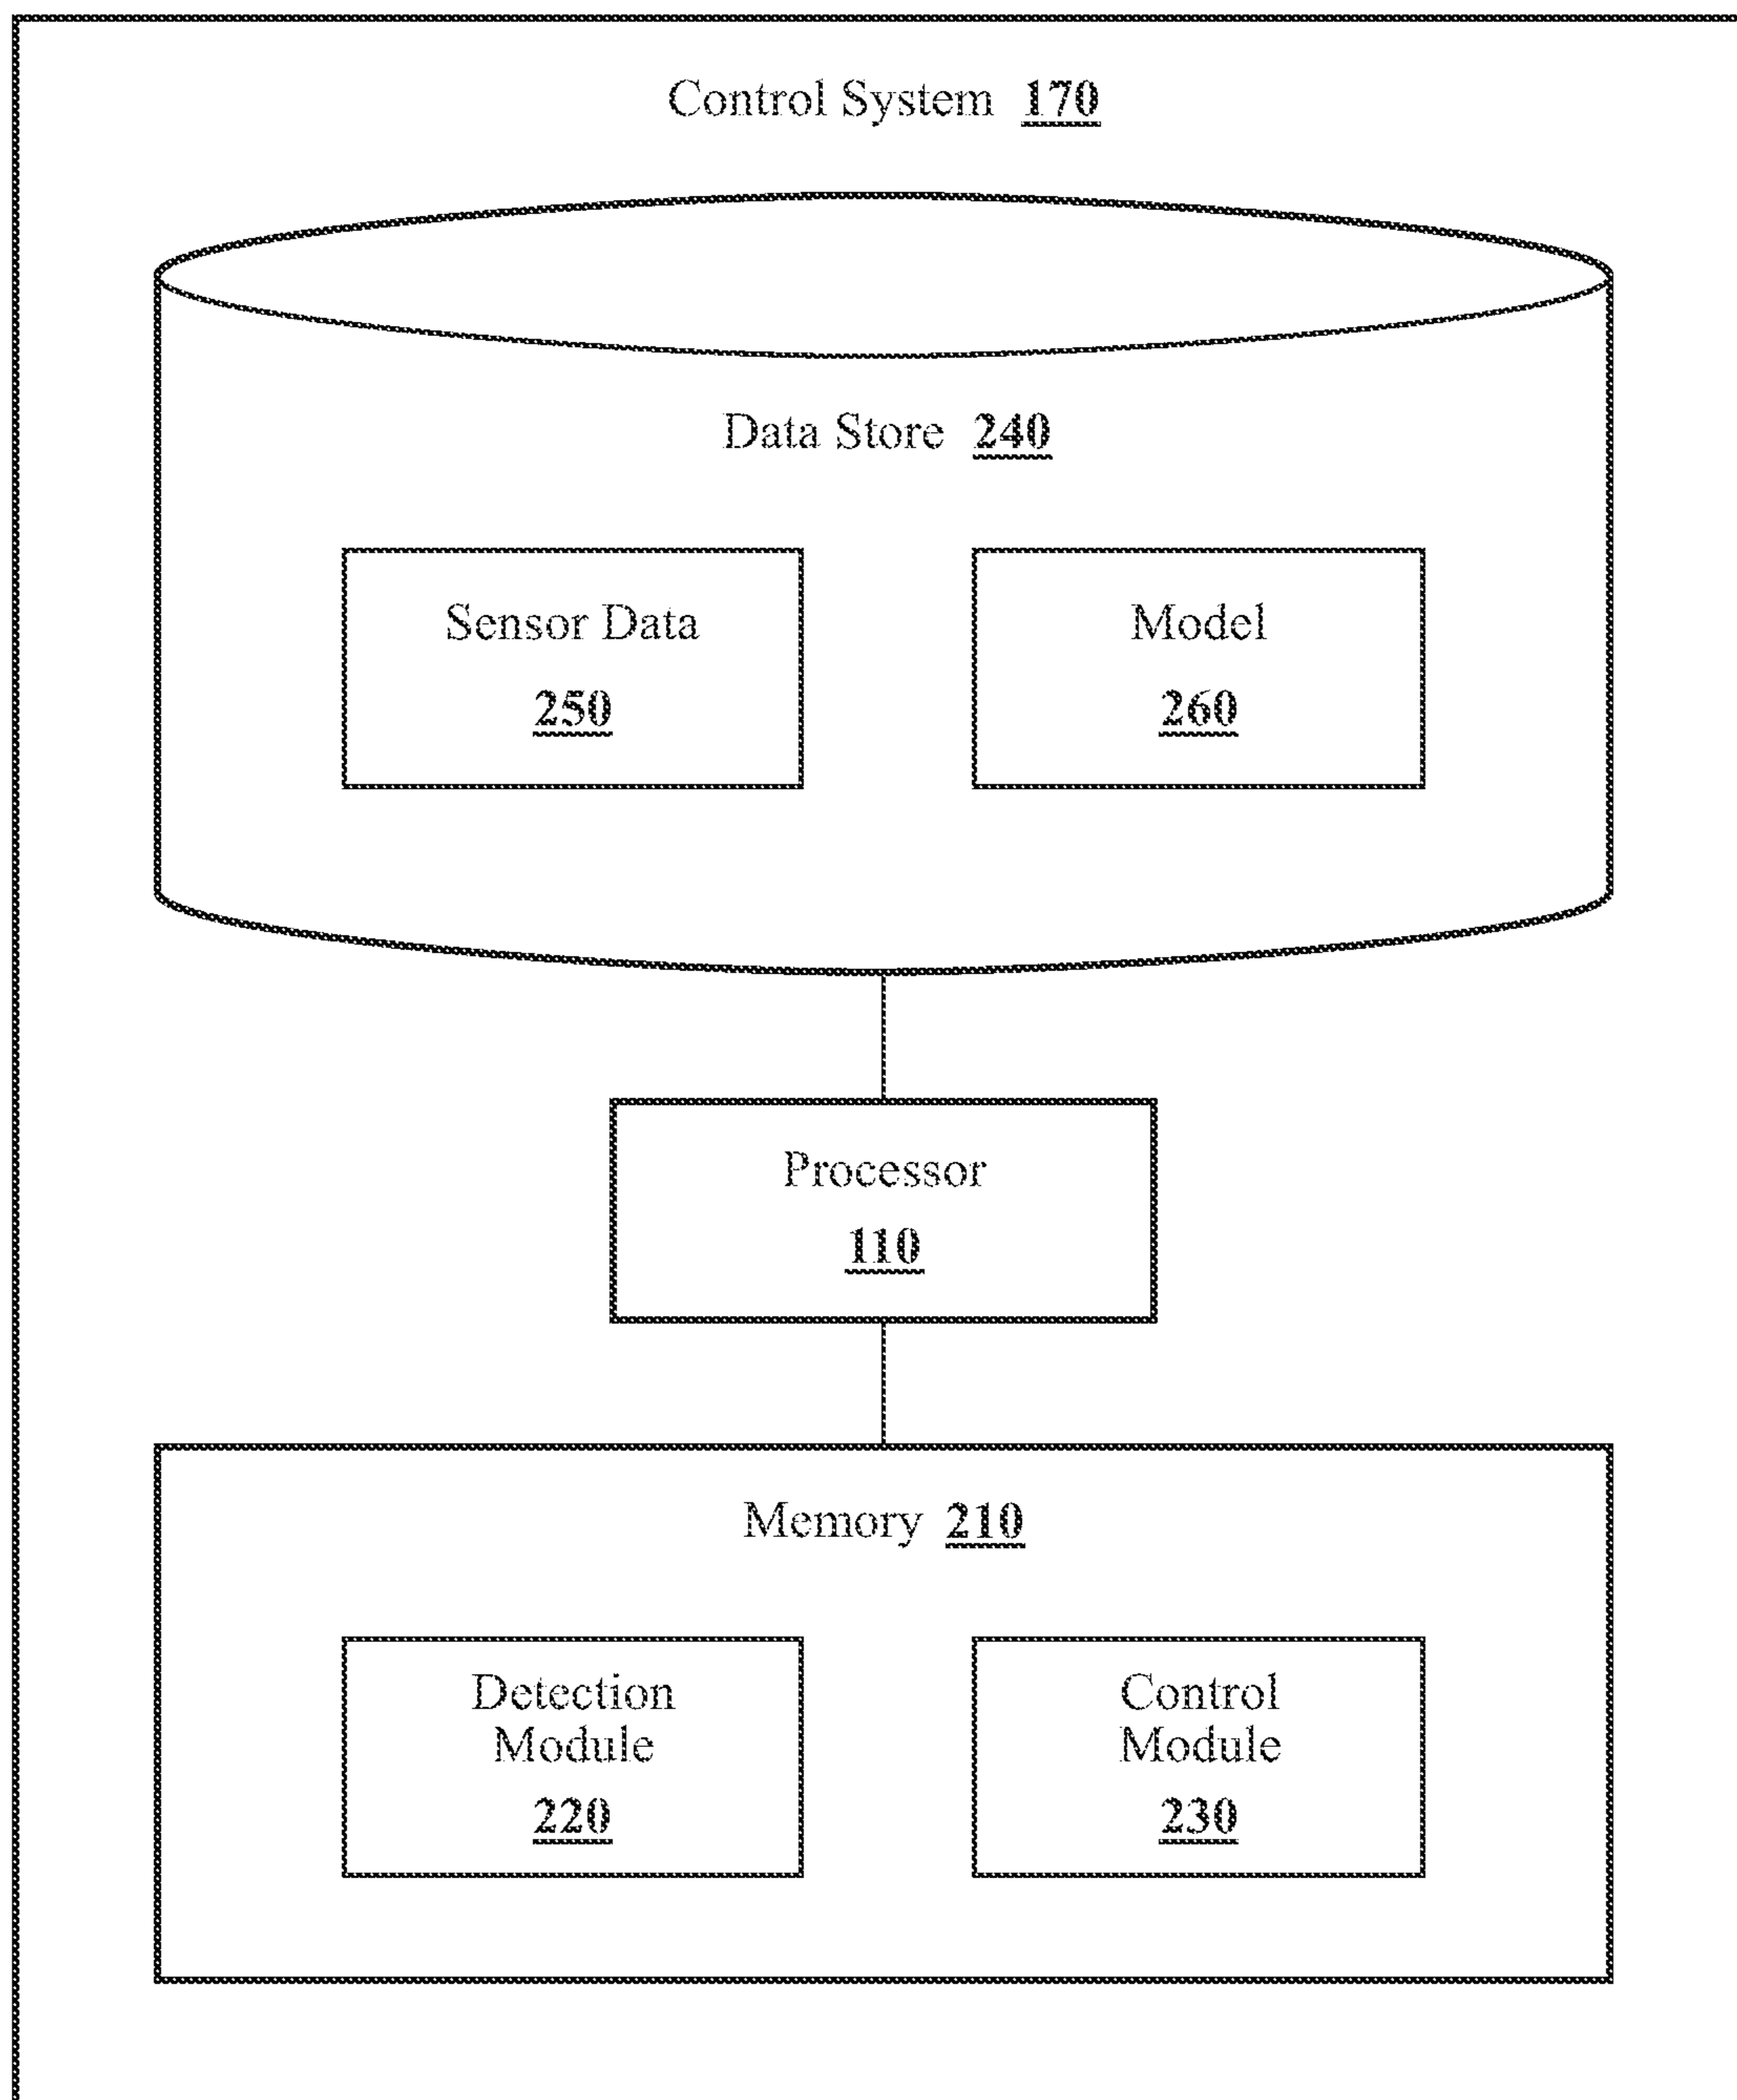 Control System 170
Data Store 240
Sensor Data
250
Model
260
Processor
110
Memory 210
Detection
Module
220
Control
Module
230